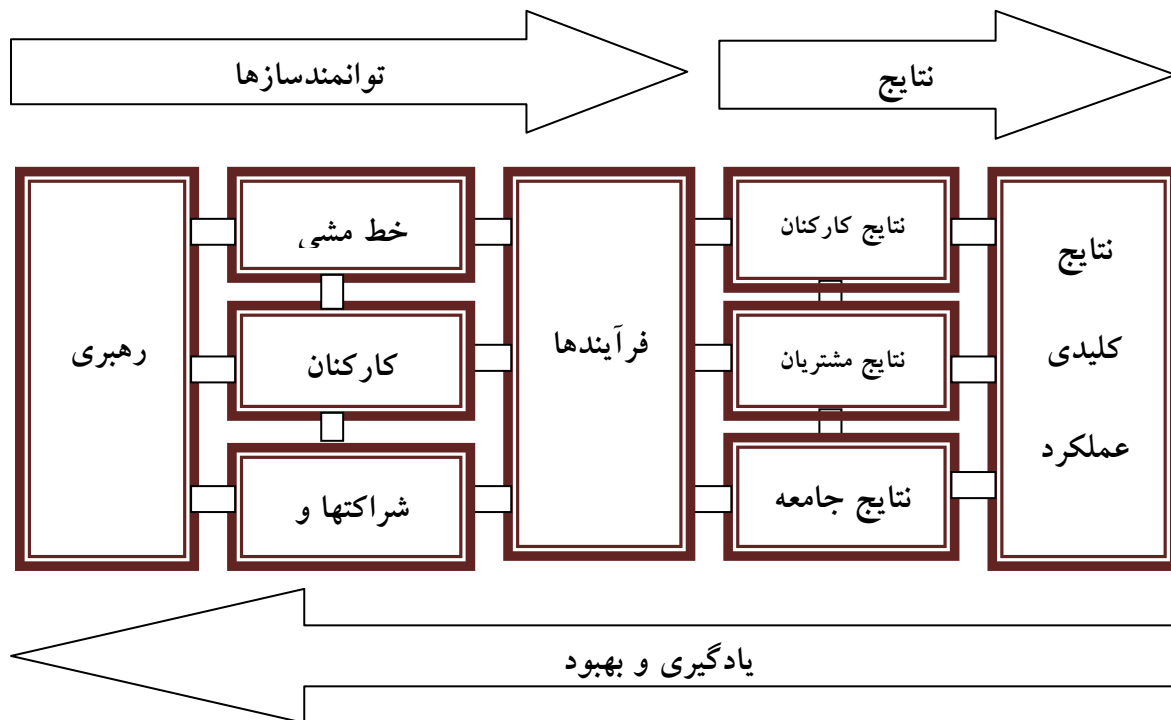 توانمندسازها
نتایج
رهبری
خط مشی
کارکنان
شراکتها و
فرآیندها
نتایج کارکنان
نتایج مشتریان
نتایج جامعه
نتایج
کلیدی
عملکرد
یادگیری و بهبود